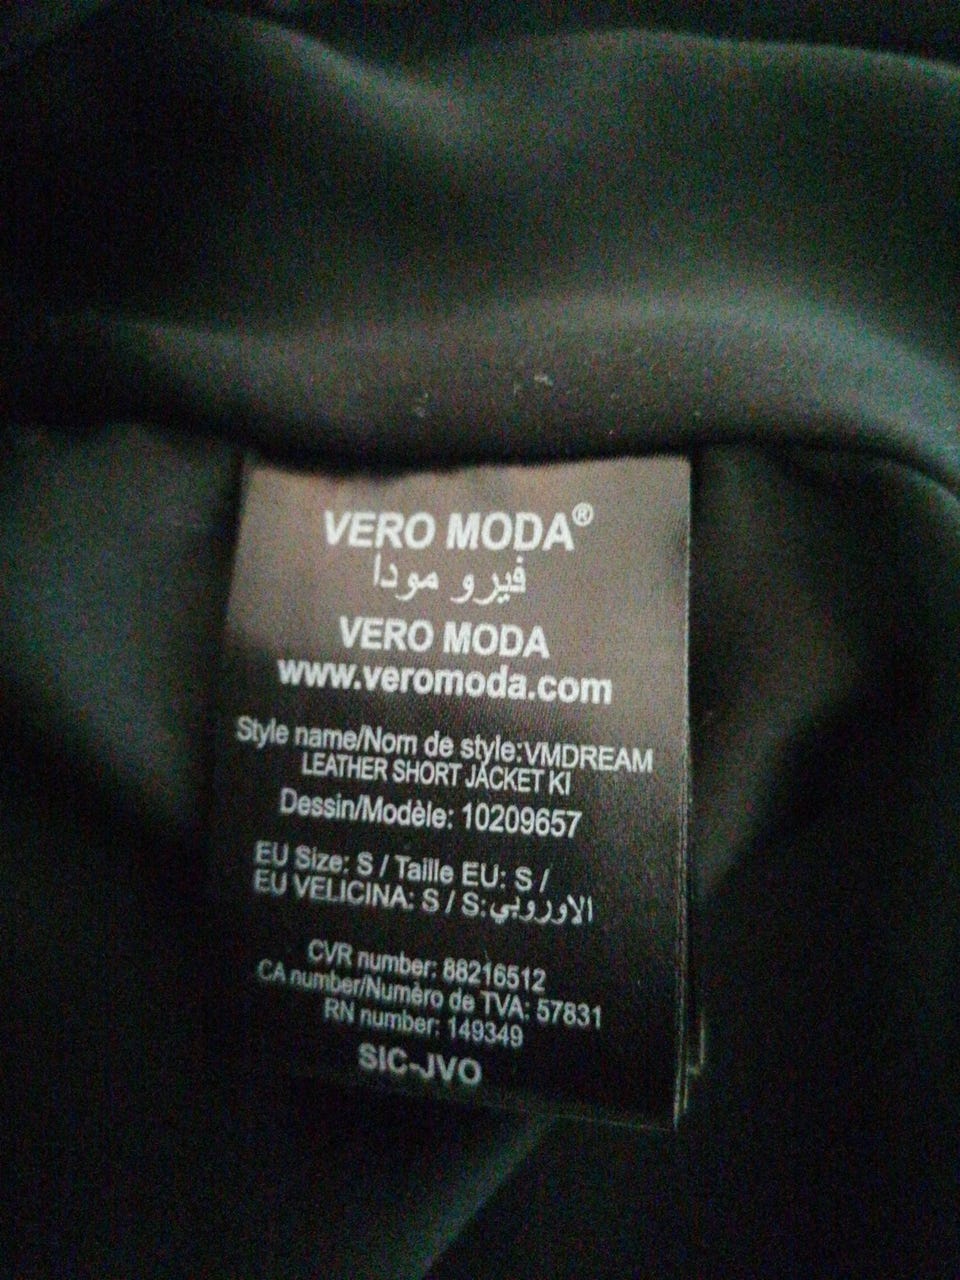 VERO MODA®
فيرو مودا
VERO MODA
www.veromoda.com
Style name/Nom de style:VMDREAM
LEATHER SHORT JACKET KI
Dessin/Modèle: 10209657
EU Size: S / Taille EU: S /
EU VELICINA: S / S:الاوروبي
CVR number: 88216512
CA number/Numèro de TVA: 57831
RN number: 149349
SIC-JVO